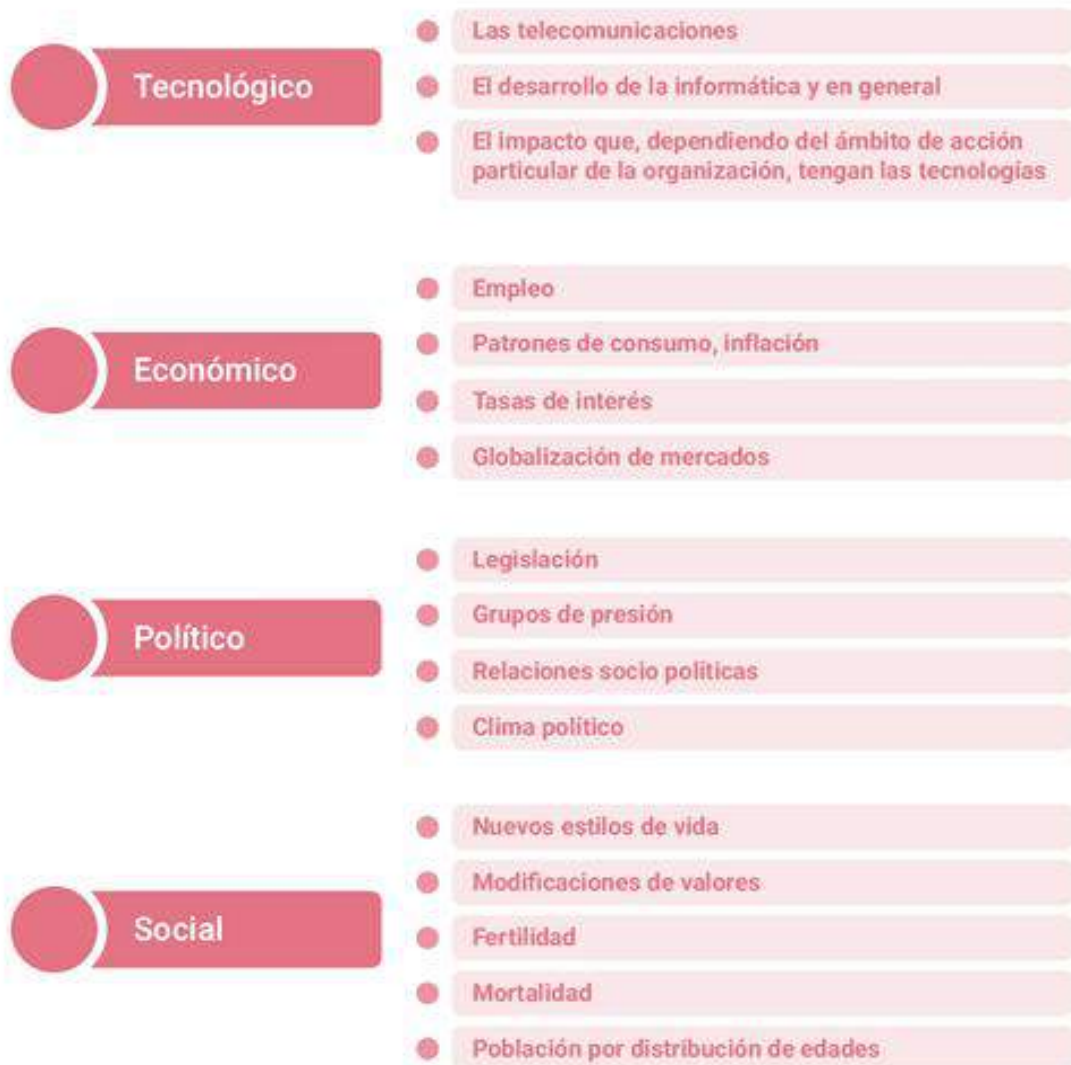 Tecnológico
Las telecomunicaciones
El desarrollo de la informática y en general
El impacto que, dependiendo del ámbito de acción
particular de la organización, tengan las tecnologías
Económico
Empleo
Patrones de consumo, inflación
Tasas de interés
Globalización de mercados
Político
Legislación
Grupos de presión
Relaciones socio políticas
Clima político
Social
Nuevos estilos de vida
Modificaciones de valores
Fertilidad
Mortalidad
Población por distribución de edades